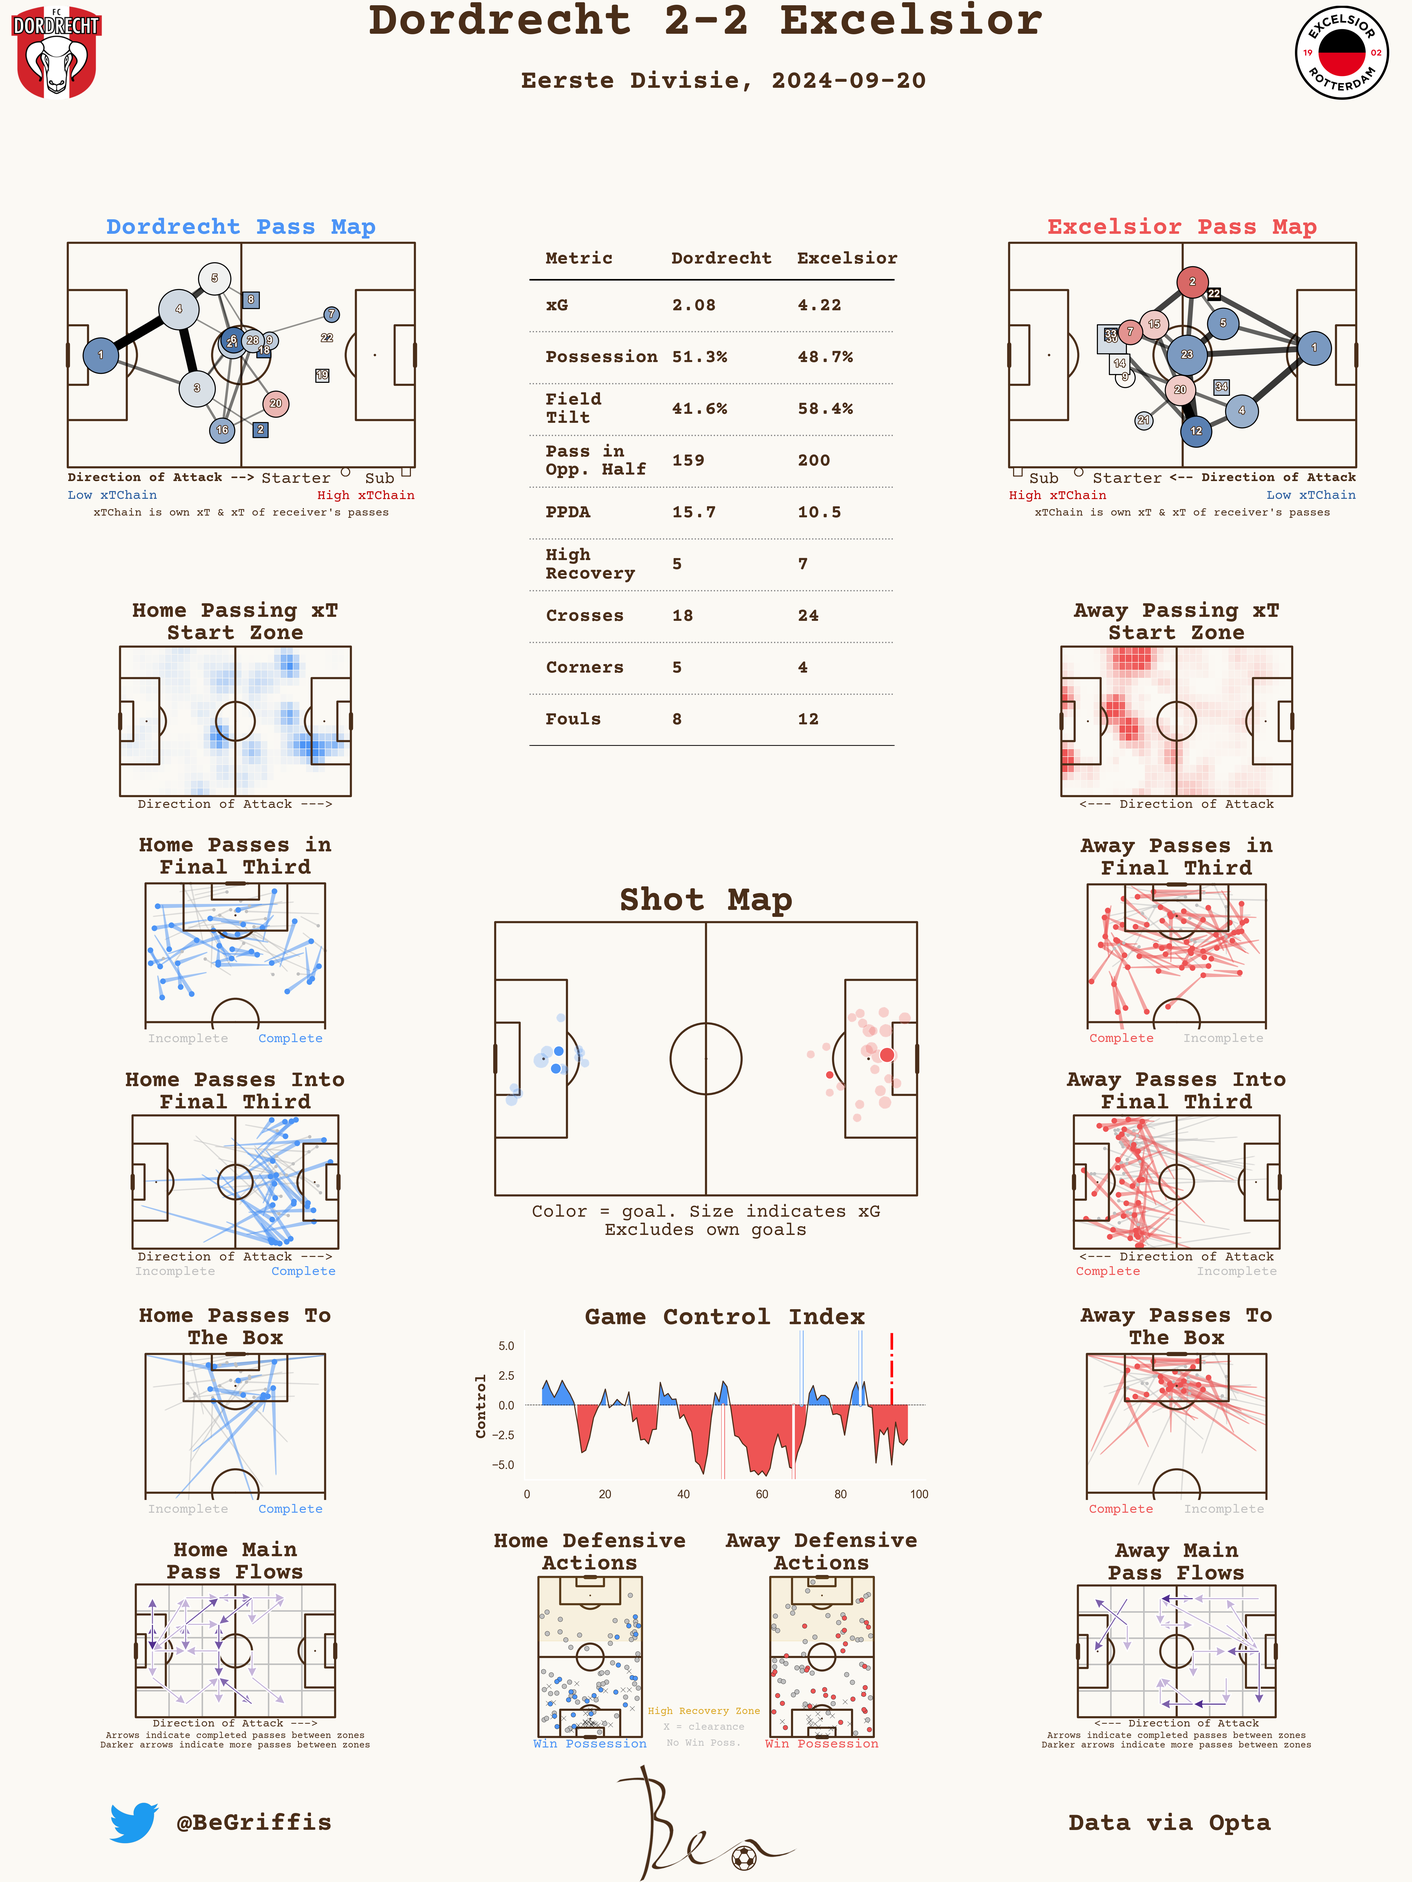 FC
DORDRECHT
Dordrecht 2-2 Excelsior
Eerste Divisie, 2024-09-20
EXCELSIOR
19 02
ROTTERDAM
Dordrecht Pass Map
5
4
8
7
1
6
21
28
9
18
22
3
19
20
16
2
Direction of Attack --> Starter Sub
Low xTChain High xTChain
xTChain is own xT & xT of receiver's passes
Metric Dordrecht Excelsior
xG 2.08 4.22
Possession 51.3% 48.7%
Field
Tilt 41.6% 58.4%
Pass in
Opp. Half 159 200
PPDA 15.7 10.5
High
Recovery 5 7
Crosses 18 24
Corners 5 4
Fouls 8 12
Excelsior Pass Map
2
22
33
30
7
15
5
1
23
14
9
20
34
21
4
12
Sub Starter <-- Direction of Attack
High xTChain Low xTChain
xTChain is own xT & xT of receiver's passes
Home Passing xT
Start Zone
Direction of Attack --->
Away Passing xT
Start Zone
<--- Direction of Attack
Home Passes in
Final Third
Incomplete Complete
Away Passes in
Final Third
Complete Incomplete
Shot Map
Color = goal. Size indicates xG
Excludes own goals
Home Passes Into
Final Third
Direction of Attack --->
Incomplete Complete
Away Passes Into
Final Third
<--- Direction of Attack
Complete Incomplete
Home Passes To
The Box
Incomplete Complete
Game Control Index
Control
5.0
2.5
0.0
−2.5
−5.0
0 20 40 60 80 100
Away Passes To
The Box
Complete Incomplete
Home Main
Pass Flows
Direction of Attack --->
Arrows indicate completed passes between zones
Darker arrows indicate more passes between zones
Home Defensive
Actions
Win Possession
High Recovery Zone
X = clearance
No Win Poss.
Away Defensive
Actions
Win Possession
Away Main
Pass Flows
<--- Direction of Attack
Arrows indicate completed passes between zones
Darker arrows indicate more passes between zones
@BeGriffis
Ben
Data via Opta